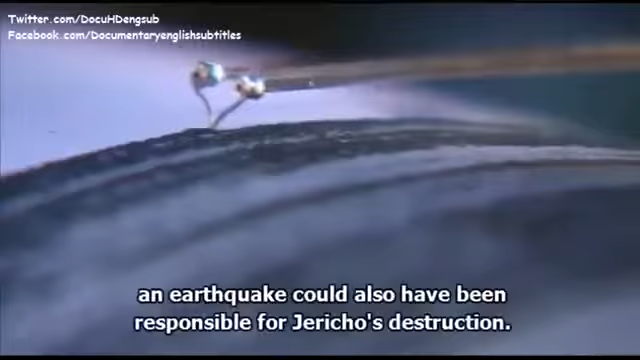 Twitter.com/DocuHDengsub
Facebook.com/Documentaryenglishsubtitles
an earthquake could also have been
responsible for Jericho's destruction.